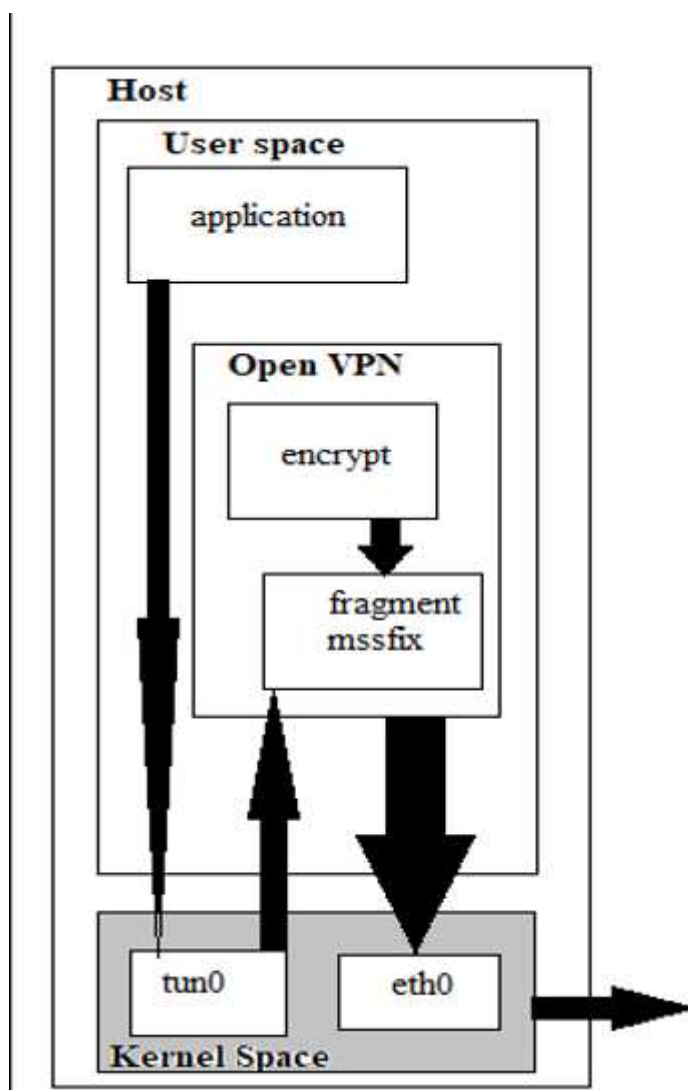 Host
User space
application
Open VPN
encrypt
fragment
mssfix
tun0
eth0
Kernel Space